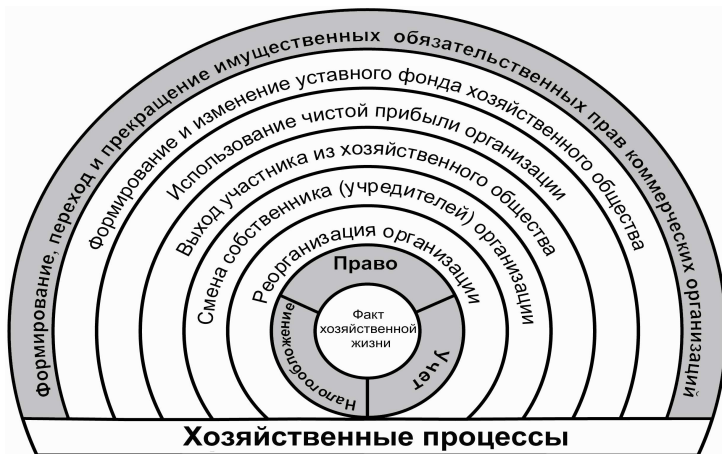 Формирование, переход и прекращение имущественных обязательственных прав коммерческих организаций
Формирование и изменение уставного фонда хозяйственного общества
Использование чистой прибыли организации
Выход участника из хозяйственного общества
Смена собственника (учредителей) организации
Реорганизация организации
Право
Налогообложение
Учет
Факт
хозяйственной
жизни
Хозяйственные процессы